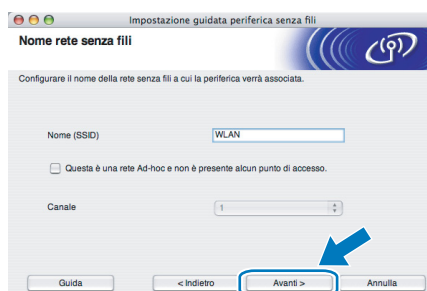 Impostazione guidata periferica senza fili
Nome rete senza fili
Configurare il nome della rete senza fili a cui la periferica verrà associata.
Nome (SSID) WLAN
Questa è una rete Ad-hoc e non è presente alcun punto di accesso.
Canale 1
Guida < Indietro Avanti > Annulla